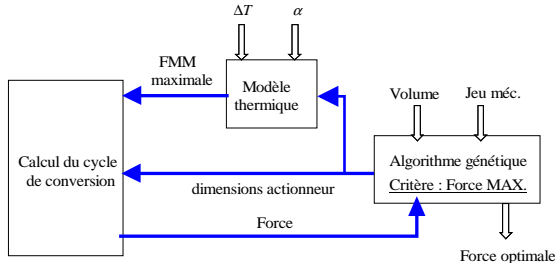 ΔT
α
FMM
maximale
Modèle
thermique
Volume
Jeu méc.
Calcul du cycle
de conversion
Algorithme génétique
Critère : Force MAX.
dimensions actionneur
Force
Force optimale